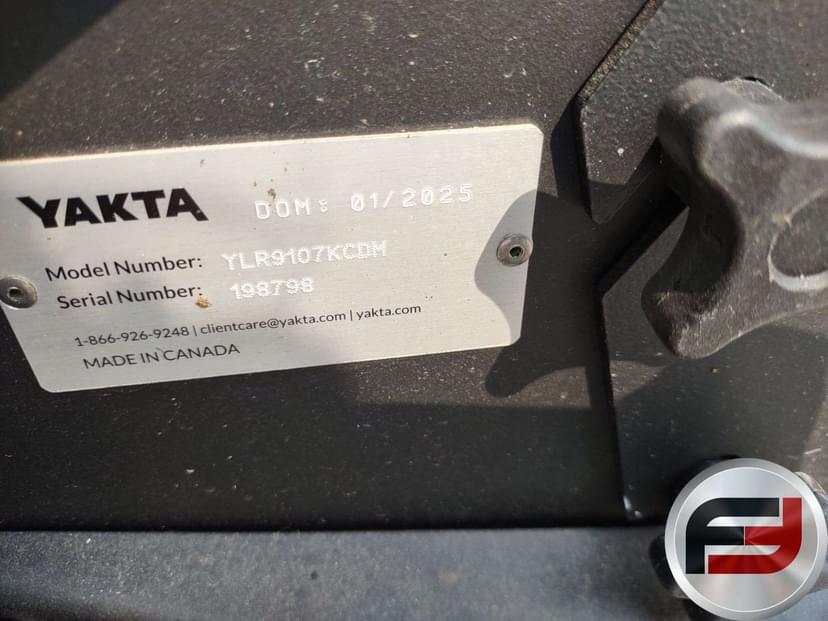 YAKTA DOM: 01/2025
Model Number: YLR9107KCDM
Serial Number: 198798
1-866-926-9248 | clientcare@yakta.com | yakta.com
MADE IN CANADA